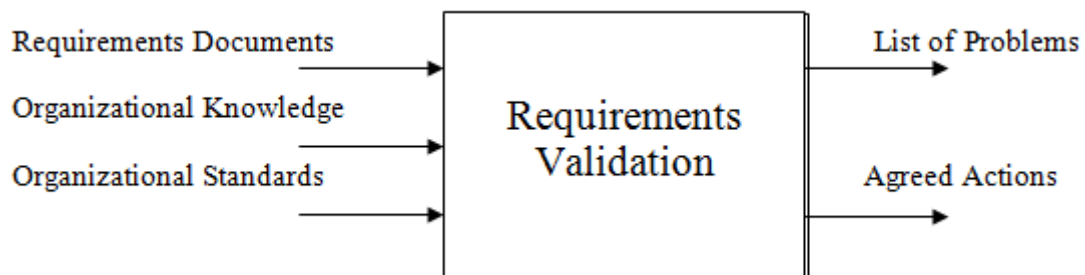 Requirements Documents
Organizational Knowledge
Organizational Standards
Requirements
Validation
List of Problems
Agreed Actions